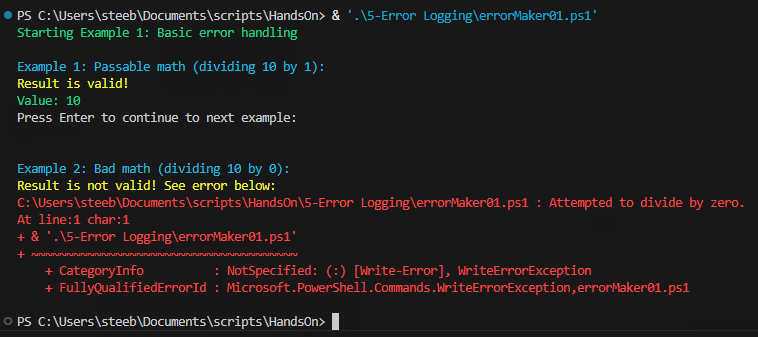 PS C:\Users\steeb\Documents\scripts\HandsOn> & '.\5-Error Logging\errorMaker01.ps1'
Starting Example 1: Basic error handling
Example 1: Passable math (dividing 10 by 1):
Result is valid!
Value: 10
Press Enter to continue to next example:
Example 2: Bad math (dividing 10 by 0):
Result is not valid! See error below:
C:\Users\steeb\Documents\scripts\HandsOn\5-Error Logging\errorMaker01.ps1 : Attempted to divide by zero.
At line:1 char:1
+ & '.\5-Error Logging\errorMaker01.ps1'
+ ~~~~~~~~~~~~~~~~~~~~~~~~~~~~~~~~~~~~~~
    + CategoryInfo          : NotSpecified: (:) [Write-Error], WriteErrorException
    + FullyQualifiedErrorId : Microsoft.PowerShell.Commands.WriteErrorException,errorMaker01.ps1
PS C:\Users\steeb\Documents\scripts\HandsOn>